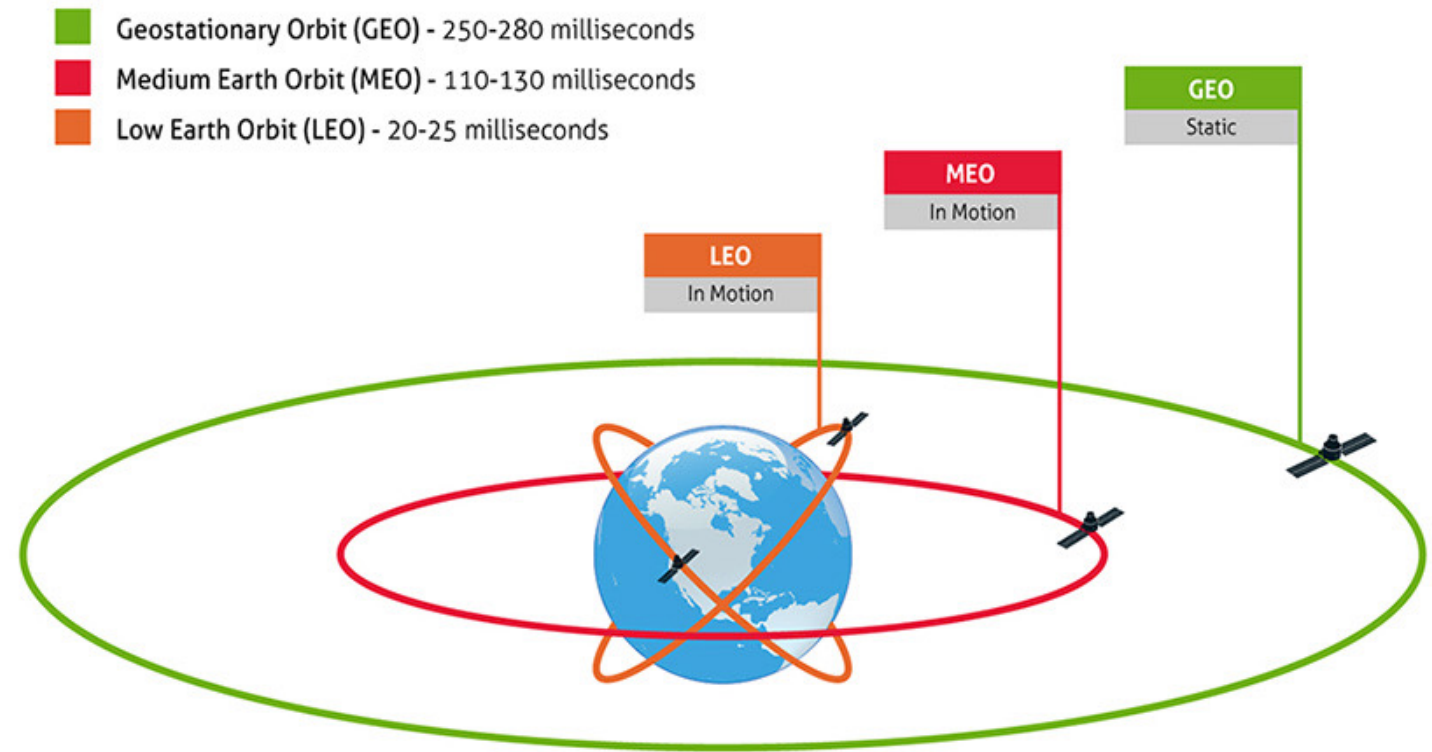 Geostationary Orbit (GEO) - 250-280 milliseconds
Medium Earth Orbit (MEO) - 110-130 milliseconds
Low Earth Orbit (LEO) - 20-25 milliseconds
GEO
Static
MEO
In Motion
LEO
In Motion